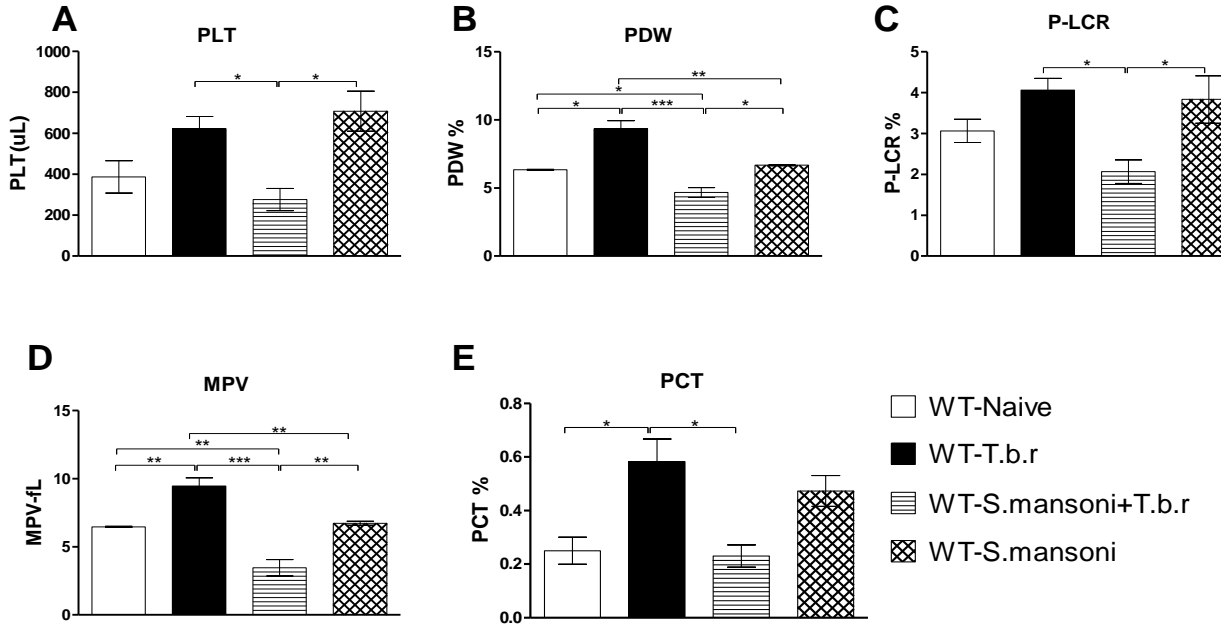 A
PLT
PLT (uL)
1000
800
600
400
200
0
* *
B
PDW
PDW %
15
10
5
0
**
*
* *** *
C
P-LCR
P-LCR %
5
4
3
2
1
0
* *
D
MPV
MPV-fL
15
10
5
0
**
**
** *** **
E
PCT
PCT %
0.8
0.6
0.4
0.2
0.0
* *
WT-Naive
WT-T.b.r
WT-S.mansoni+T.b.r
WT-S.mansoni